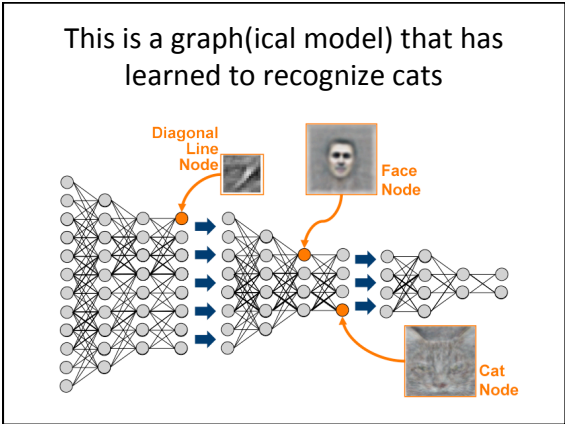 This is a graph(ical model) that has
learned to recognize cats
Diagonal
Line
Node
Face
Node
Cat
Node